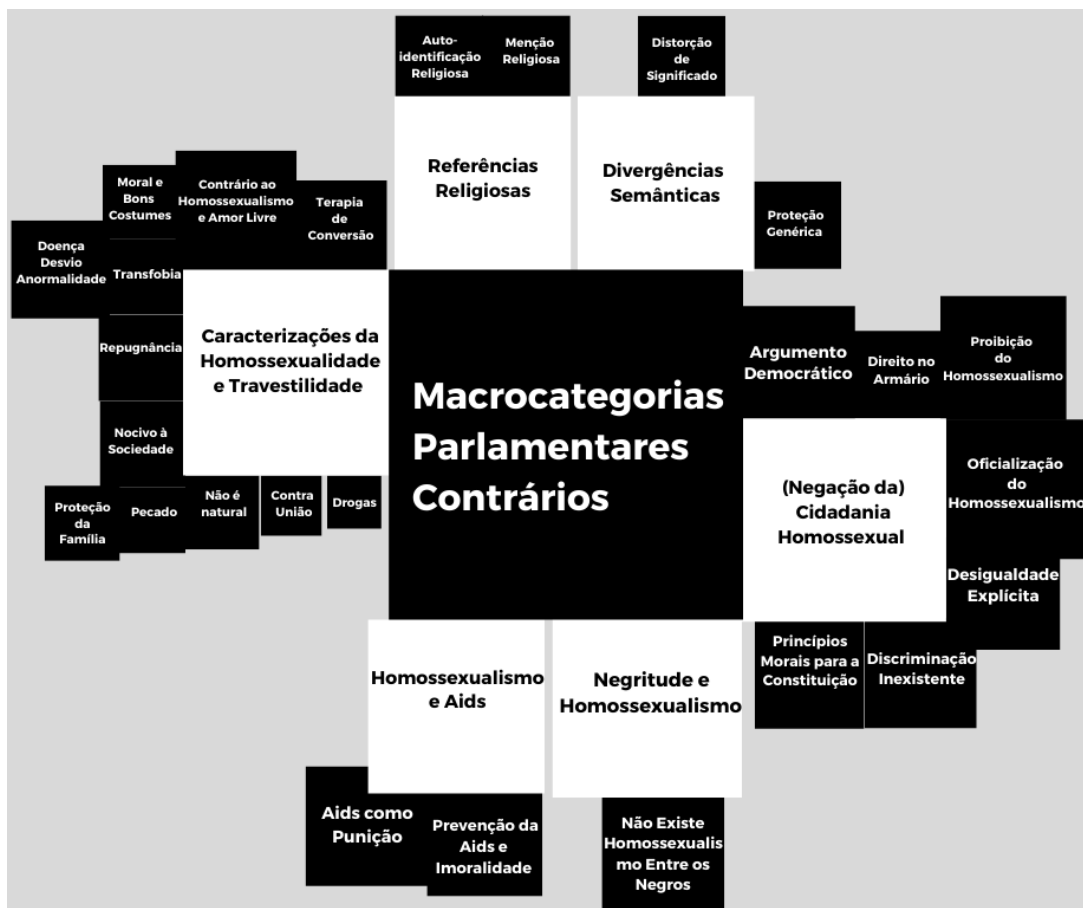 Auto-
identificação
Religiosa
Menção
Religiosa
Distorção
de
Significado
Referências
Religiosas
Divergências
Semânticas
Moral e
Bons
Costumes
Contrário ao
Homossexualismo
e Amor Livre
Terapia
de
Conversão
Proteção
Genérica
Doença
Desvio
Anormalidade
Transfobia
Repugnância
Nocivo à
Sociedade
Proteção
da
Família
Pecado
Não é
natural
Contra
União
Drogas
Caracterizações da
Homossexualidade
e Travestilidade
Macrocategorias
Parlamentares
Contrários
Argumento
Democrático
Direito no
Armário
Proibição
do
Homossexualismo
(Negação da)
Cidadania
Homossexual
Oficialização
do
Homossexualismo
Desigualdade
Explícita
Princípios
Morais para a
Constituição
Discriminação
Inexistente
Homossexualismo
e Aids
Negritude e
Homossexualismo
Aids como
Punição
Prevenção da
Aids e
Imoralidade
Não Existe
Homossexualis
mo Entre os
Negros